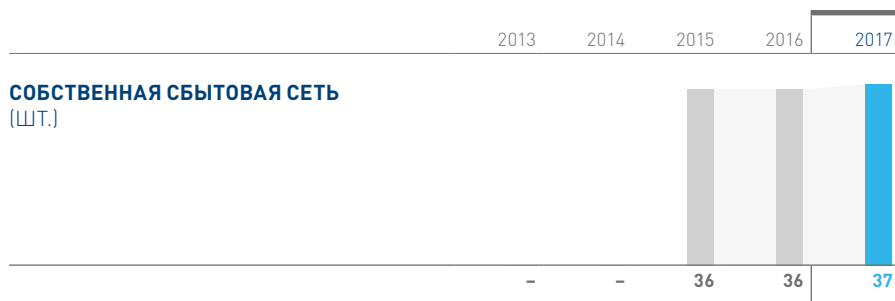 2013 2014 2015 2016 2017
СОБСТВЕННАЯ СБЫТОВАЯ СЕТЬ
(ШТ.)
– – 36 36 37